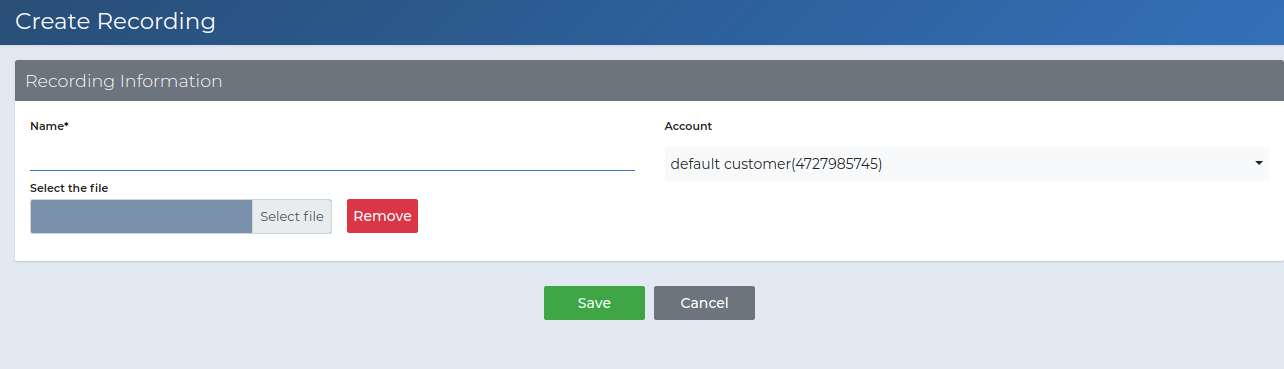 Create Recording
Recording Information
Name*
Account
default customer(4727985745)
Select the file
Select file
Remove
Save
Cancel